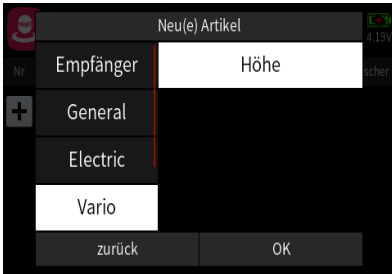 Neu(e) Artikel
4.19V
Nr
scher
Empfänger
Höhe
General
Electric
Vario
zurück
OK